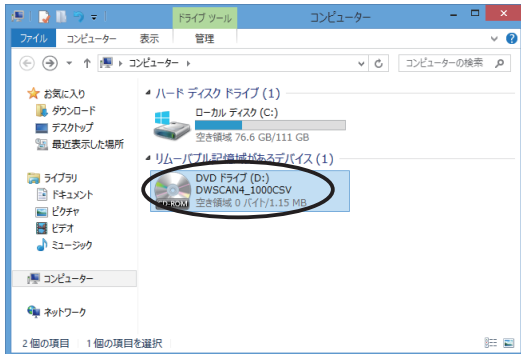 ドライブ ツール
コンピューター
ファイル
コンピューター
表示
管理
コンピューター
コンピューターの検索
お気に入り
ダウンロード
デスクトップ
最近表示した場所
ライブラリ
ドキュメント
ピクチャ
ビデオ
ミュージック
コンピューター
ネットワーク
ハード ディスク ドライブ (1)
ローカル ディスク (C:)
空き領域 76.6 GB/111 GB
リムーバブル記憶域があるデバイス (1)
DVD ドライブ (D:)
DWSCAN4_1000CSV
空き領域 0 バイト/1.15 MB
CD-ROM
2 個の項目
1 個の項目を選択